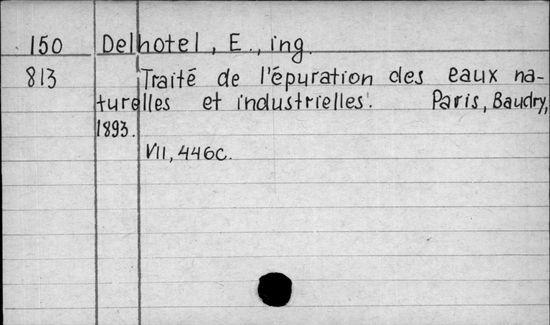 150 Delhotel, E., ing.
813 Traité de l'épuration des eaux na-
turelles et industrielles. Paris, Baudry,
1893.
VII, 446c.